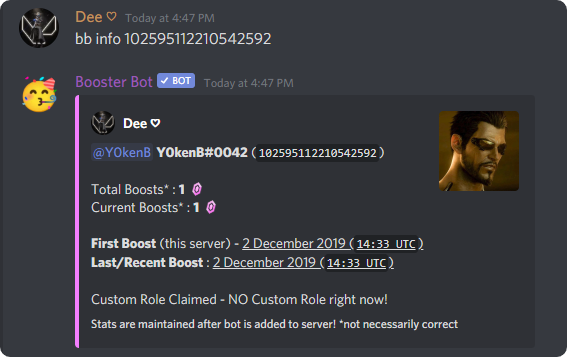 Dee ♡ Today at 4:47 PM
bb info 102595112210542592
Booster Bot ✓ BOT Today at 4:47 PM
Dee ♡
@Y0kenB Y0kenB#0042 (102595112210542592)
Total Boosts* : 1
Current Boosts* : 1
First Boost (this server) - 2 December 2019 (14:33 UTC)
Last/Recent Boost : 2 December 2019 (14:33 UTC)
Custom Role Claimed - NO Custom Role right now!
Stats are maintained after bot is added to server! *not necessarily correct